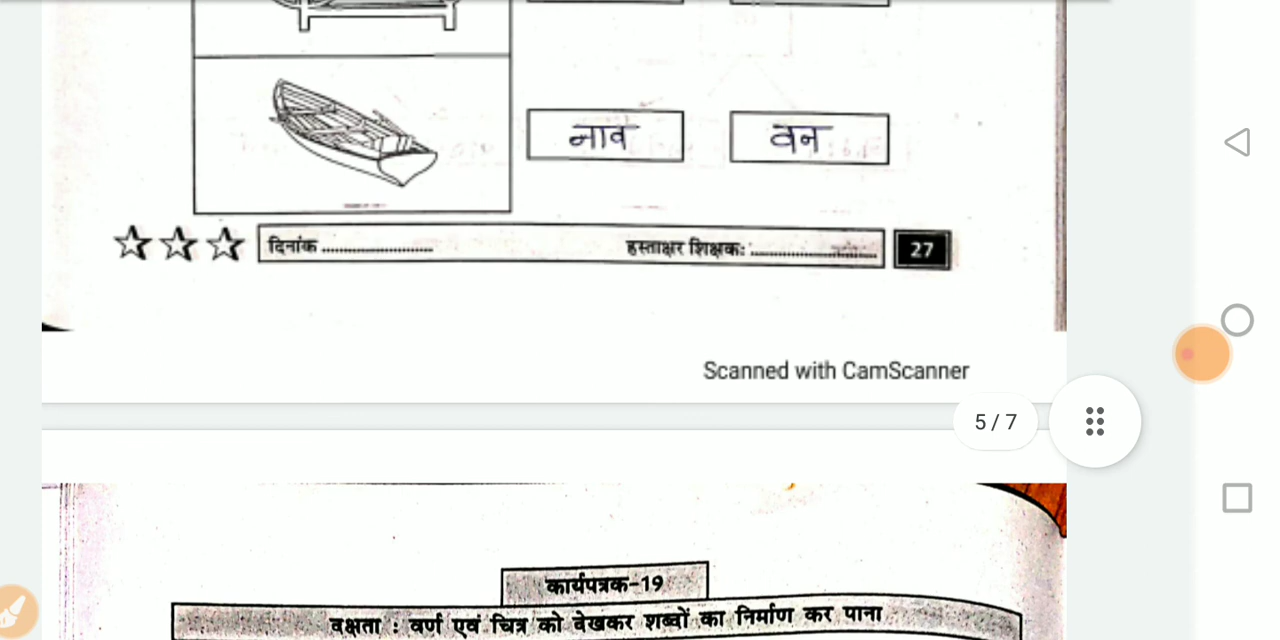 नाव वन
दिनांक ........................ हस्ताक्षर शिक्षक: ............................ 27
Scanned with CamScanner
5 / 7
कार्यपत्रक-19
दक्षता : वर्ण एवं चित्र को देखकर शब्दों का निर्माण कर पाना